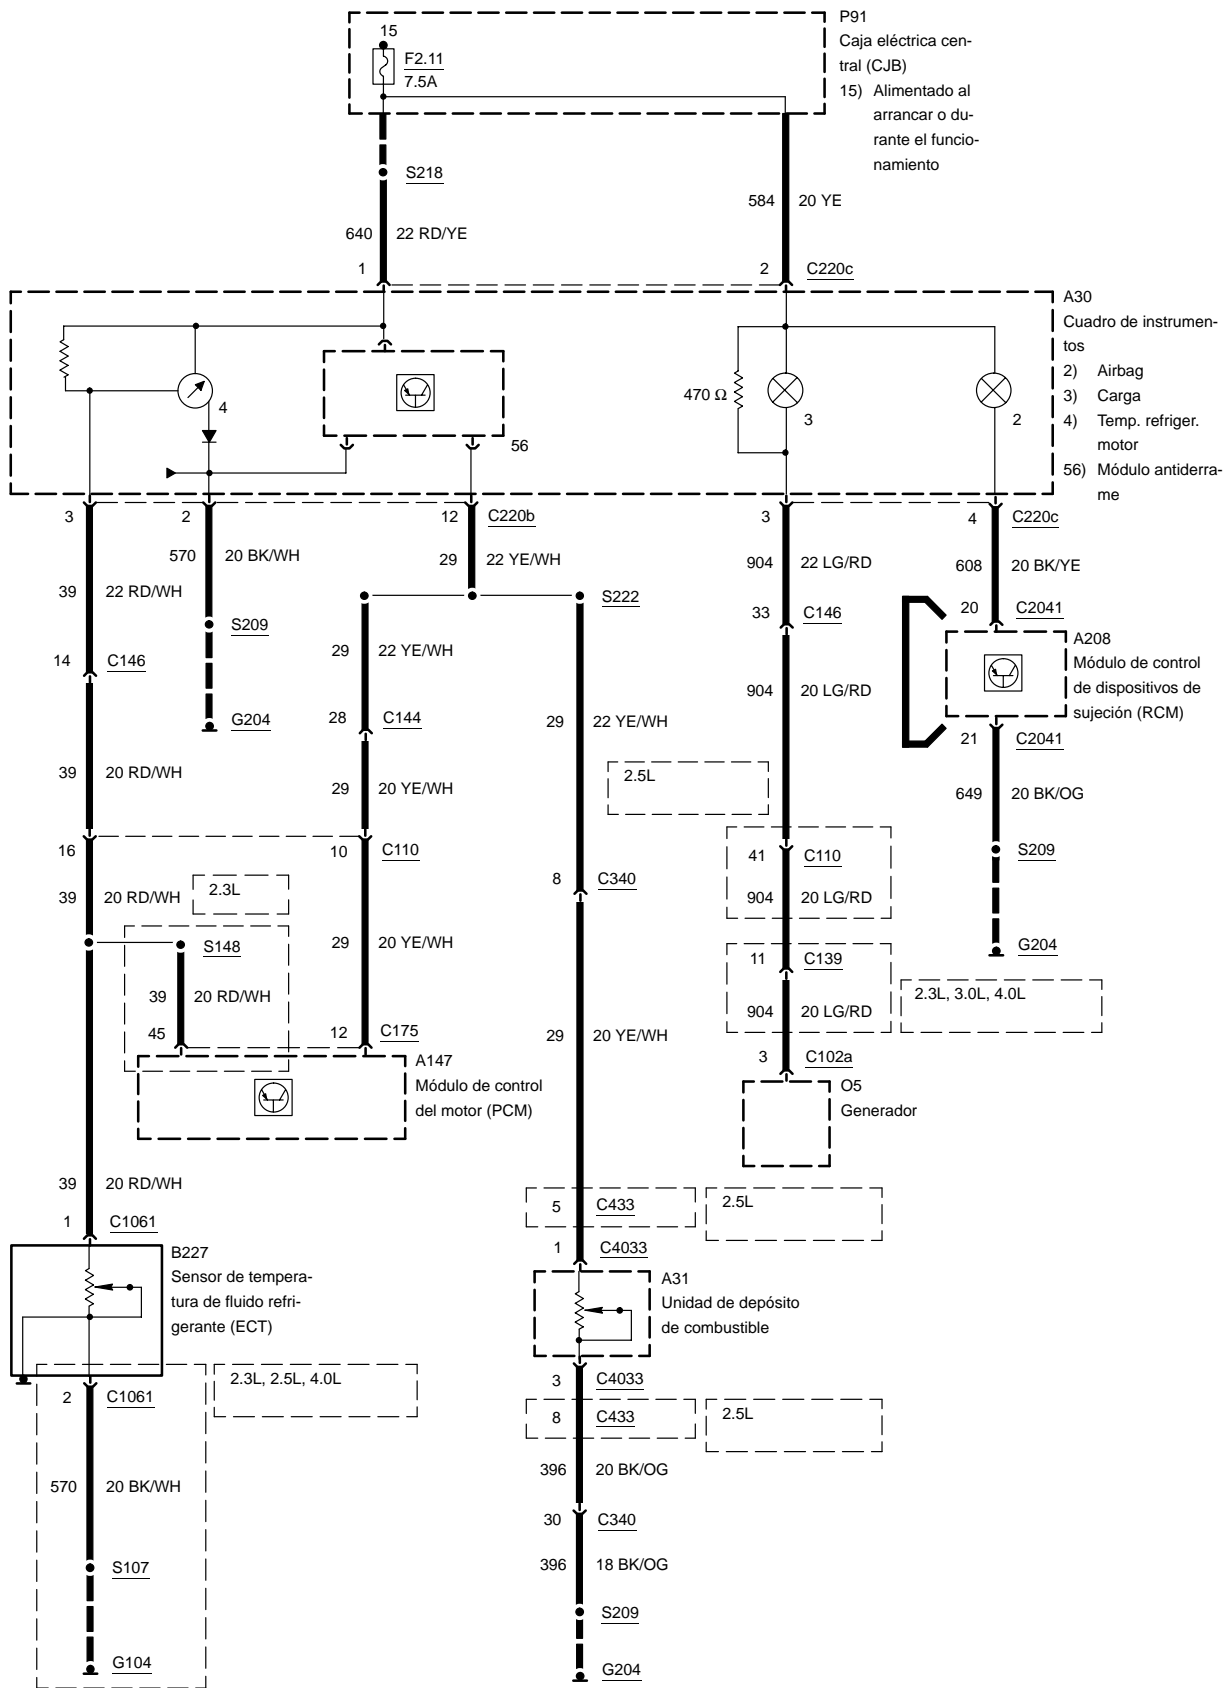 P91
15
Caja eléctrica cen-
F2.11
tral (CJB)
7.5A
15) Alimentado al
arrancar o du-
rante el funcio-
namiento
S218
584 20 YE
640 22 RD/YE
1
2 C220c
A30
Cuadro de instrumen-
tos
2) Airbag
3) Carga
4) Temp. refriger.
motor
56) Módulo antiderra-
me
470 Ω
4
3
2
56
3
2
12 C220b
3
4 C220c
570 20 BK/WH
29 22 YE/WH
904 22 LG/RD
608 20 BK/YE
39 22 RD/WH
S222
20 C2041
33 C146
S209
A208
Módulo de control
de dispositivos de
sujeción (RCM)
29 22 YE/WH
14 C146
904 20 LG/RD
28 C144
G204
29 22 YE/WH
21 C2041
39 20 RD/WH
2.5L
29 20 YE/WH
649 20 BK/OG
16
10 C110
41 C110
S209
8 C340
39 20 RD/WH
2.3L
904 20 LG/RD
S148
29 20 YE/WH
G204
11 C139
39 20 RD/WH
2.3L, 3.0L, 4.0L
904 20 LG/RD
45
12 C175
29 20 YE/WH
A147
Módulo de control
del motor (PCM)
3 C102a
O5
Generador
39 20 RD/WH
5 C433
2.5L
1 C1061
1 C4033
B227
Sensor de tempera-
tura de fluido refri-
gerante (ECT)
A31
Unidad de depósito
de combustible
2.3L, 2.5L, 4.0L
3 C4033
2 C1061
8 C433
2.5L
396 20 BK/OG
570 20 BK/WH
30 C340
396 18 BK/OG
S107
S209
G104
G204